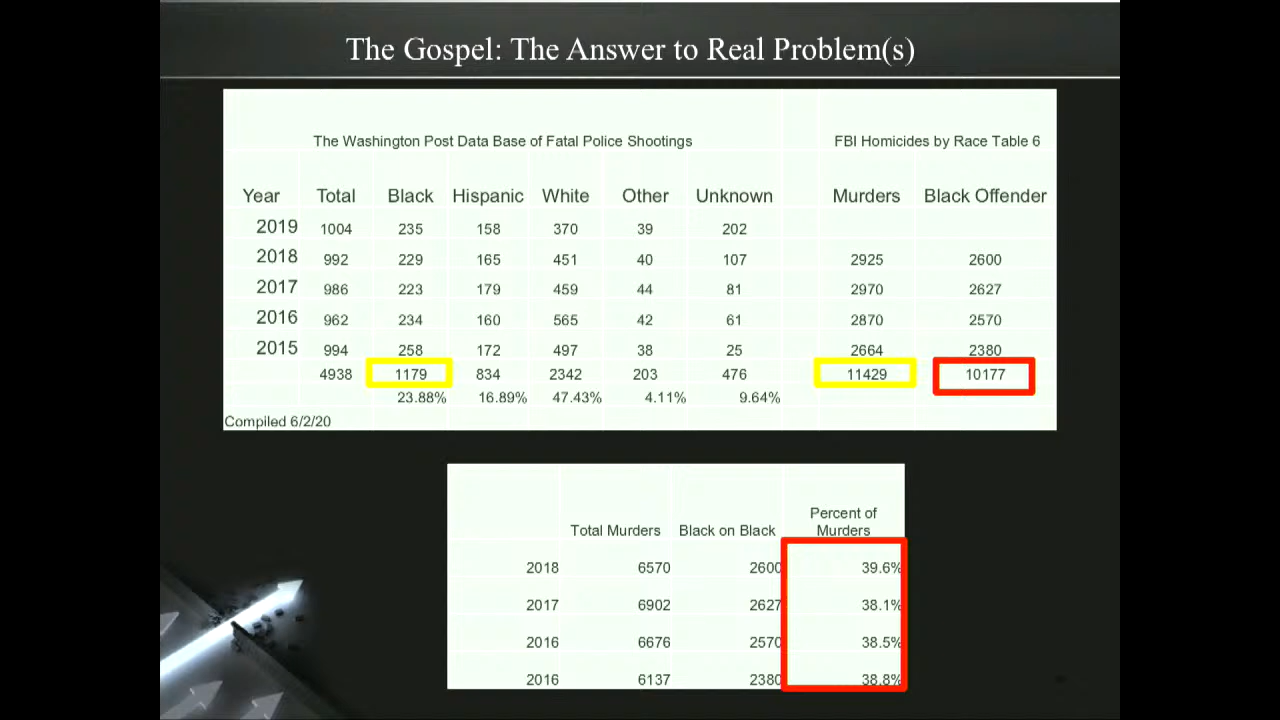 The Gospel: The Answer to Real Problem(s)
The Washington Post Data Base of Fatal Police Shootings FBI Homicides by Race Table 6
Year Total Black Hispanic White Other Unknown Murders Black Offender
2019 1004 235 158 370 39 202
2018 992 229 165 451 40 107 2925 2600
2017 986 223 179 459 44 81 2970 2627
2016 962 234 160 565 42 61 2870 2570
2015 994 258 172 497 38 25 2664 2380
4938 1179 834 2342 203 476 11429 10177
23.88% 16.89% 47.43% 4.11% 9.64%
Compiled 6/2/20
Percent of
Total Murders Black on Black Murders
2018 6570 2600 39.6%
2017 6902 2627 38.1%
2016 6676 2570 38.5%
2016 6137 2380 38.8%